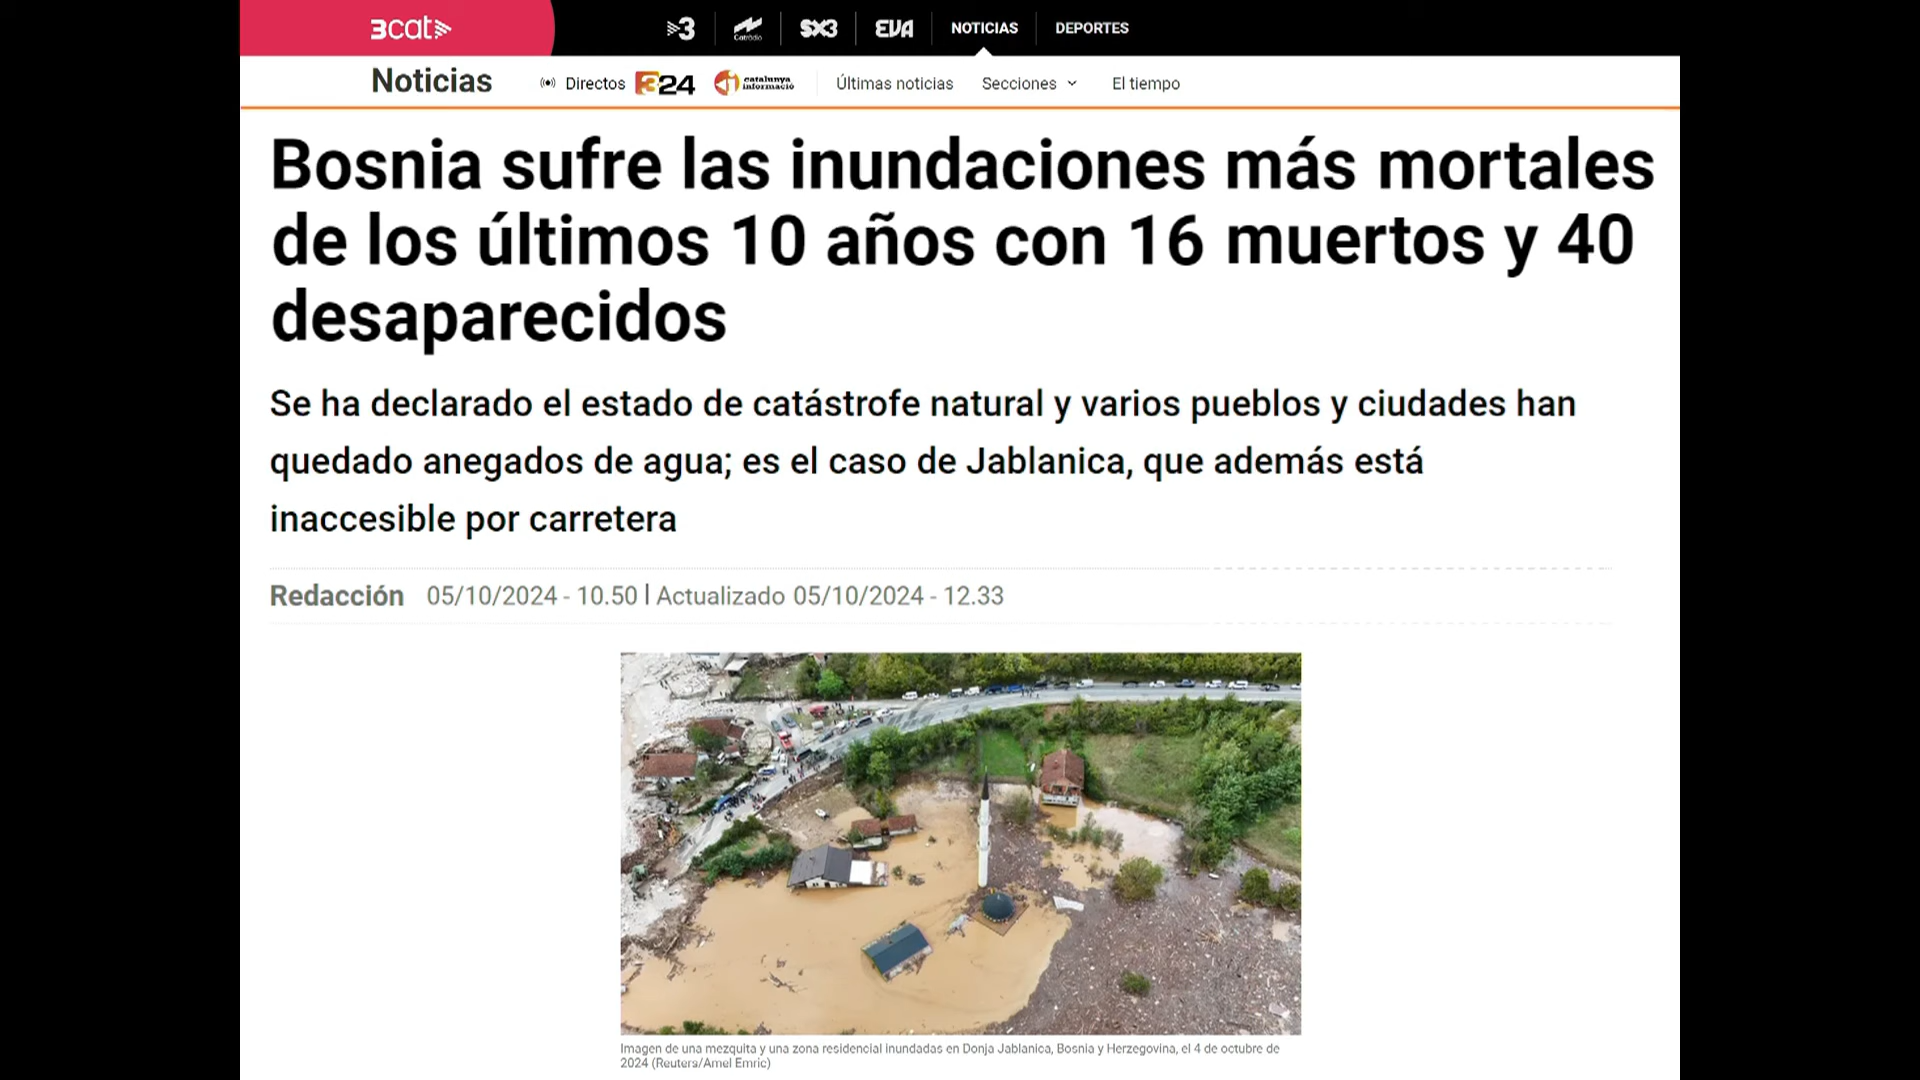 3cat
3 Catràdio SX3 EVA NOTICIAS DEPORTES
Noticias Directos 324 catalunya informació Últimas noticias Secciones El tiempo
Bosnia sufre las inundaciones más mortales
de los últimos 10 años con 16 muertos y 40
desaparecidos
Se ha declarado el estado de catástrofe natural y varios pueblos y ciudades han
quedado anegados de agua; es el caso de Jablanica, que además está
inaccesible por carretera
Redacción 05/10/2024 - 10.50 | Actualizado 05/10/2024 - 12.33
Imagen de una mezquita y una zona residencial inundadas en Donja Jablanica, Bosnia y Herzegovina, el 4 de octubre de
2024 (Reuters/Amel Emric)